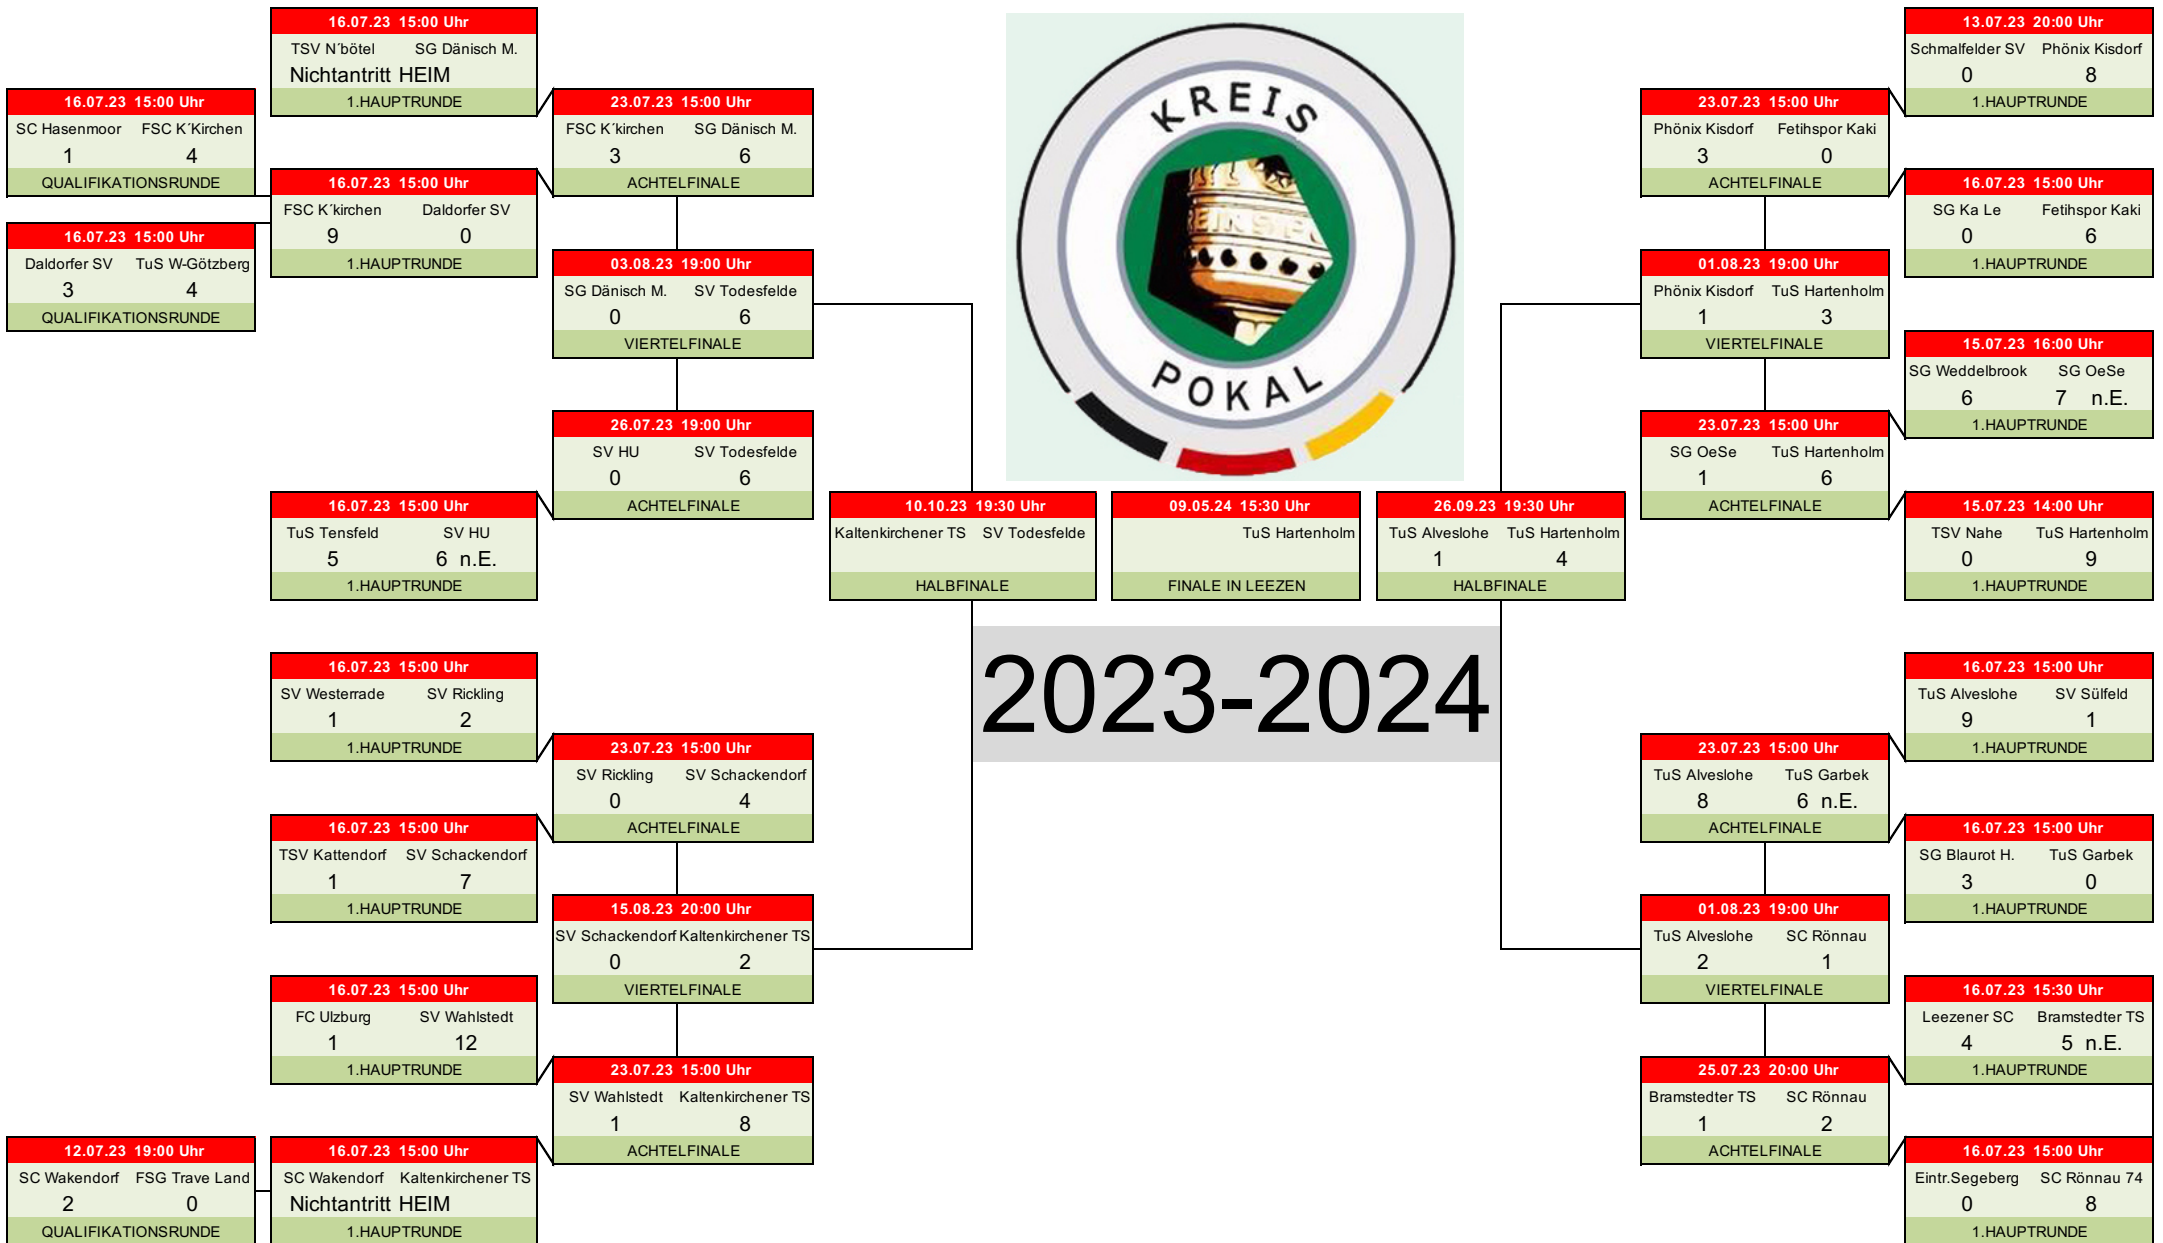 16.07.23 15:00 Uhr
TSV N´bötel SG Dänisch M.
Nichtantritt HEIM
1.HAUPTRUNDE
16.07.23 15:00 Uhr
SC Hasenmoor FSC K´Kirchen
1 4
QUALIFIKATIONSRUNDE
16.07.23 15:00 Uhr
FSC K´kirchen Daldorfer SV
9 0
1.HAUPTRUNDE
16.07.23 15:00 Uhr
Daldorfer SV TuS W-Götzberg
3 4
QUALIFIKATIONSRUNDE
23.07.23 15:00 Uhr
FSC K´kirchen SG Dänisch M.
3 6
ACHTELFINALE
03.08.23 19:00 Uhr
SG Dänisch M. SV Todesfelde
0 6
VIERTELFINALE
26.07.23 19:00 Uhr
SV HU SV Todesfelde
0 6
ACHTELFINALE
16.07.23 15:00 Uhr
TuS Tensfeld SV HU
5 6 n.E.
1.HAUPTRUNDE
16.07.23 15:00 Uhr
SV Westerrade SV Rickling
1 2
1.HAUPTRUNDE
23.07.23 15:00 Uhr
SV Rickling SV Schackendorf
0 4
ACHTELFINALE
16.07.23 15:00 Uhr
TSV Kattendorf SV Schackendorf
1 7
1.HAUPTRUNDE
15.08.23 20:00 Uhr
SV Schackendorf Kaltenkirchener TS
0 2
VIERTELFINALE
16.07.23 15:00 Uhr
FC Ulzburg SV Wahlstedt
1 12
1.HAUPTRUNDE
23.07.23 15:00 Uhr
SV Wahlstedt Kaltenkirchener TS
1 8
ACHTELFINALE
12.07.23 19:00 Uhr
SC Wakendorf FSG Trave Land
2 0
QUALIFIKATIONSRUNDE
16.07.23 15:00 Uhr
SC Wakendorf Kaltenkirchener TS
Nichtantritt HEIM
1.HAUPTRUNDE
KREIS
POKAL
10.10.23 19:30 Uhr
Kaltenkirchener TS SV Todesfelde
HALBFINALE
09.05.24 15:30 Uhr
TuS Hartenholm
FINALE IN LEEZEN
26.09.23 19:30 Uhr
TuS Alveslohe TuS Hartenholm
1 4
HALBFINALE
2023-2024
13.07.23 20:00 Uhr
Schmalfelder SV Phönix Kisdorf
0 8
1.HAUPTRUNDE
23.07.23 15:00 Uhr
Phönix Kisdorf Fetihspor Kaki
3 0
ACHTELFINALE
16.07.23 15:00 Uhr
SG Ka Le Fetihspor Kaki
0 6
1.HAUPTRUNDE
01.08.23 19:00 Uhr
Phönix Kisdorf TuS Hartenholm
1 3
VIERTELFINALE
15.07.23 16:00 Uhr
SG Weddelbrook SG OeSe
6 7 n.E.
1.HAUPTRUNDE
23.07.23 15:00 Uhr
SG OeSe TuS Hartenholm
1 6
ACHTELFINALE
15.07.23 14:00 Uhr
TSV Nahe TuS Hartenholm
0 9
1.HAUPTRUNDE
16.07.23 15:00 Uhr
TuS Alveslohe SV Sülfeld
9 1
1.HAUPTRUNDE
23.07.23 15:00 Uhr
TuS Alveslohe TuS Garbek
8 6 n.E.
ACHTELFINALE
16.07.23 15:00 Uhr
SG Blaurot H. TuS Garbek
3 0
1.HAUPTRUNDE
01.08.23 19:00 Uhr
TuS Alveslohe SC Rönnau
2 1
VIERTELFINALE
16.07.23 15:30 Uhr
Leezener SC Bramstedter TS
4 5 n.E.
1.HAUPTRUNDE
25.07.23 20:00 Uhr
Bramstedter TS SC Rönnau
1 2
ACHTELFINALE
16.07.23 15:00 Uhr
Eintr.Segeberg SC Rönnau 74
0 8
1.HAUPTRUNDE